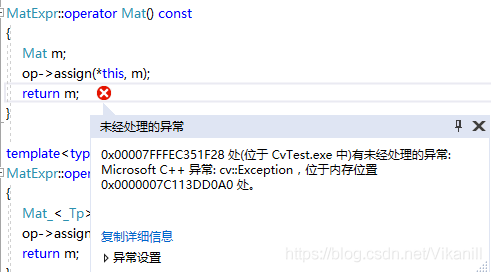 MatExpr::operator Mat() const
{
Mat m;
op->assign(*this, m);
return m;
}
未经处理的异常
0x00007FFFEC351F28 处(位于 CvTest.exe 中)有未经处理的异常:
Microsoft C++ 异常: cv::Exception，位于内存位置
0x0000007C113DD0A0 处。
template<typ
MatExpr::oper
{
Mat_<_Tp>
op->assign
return m;
复制详细信息
异常设置
https://blog.csdn.net/Vikanill